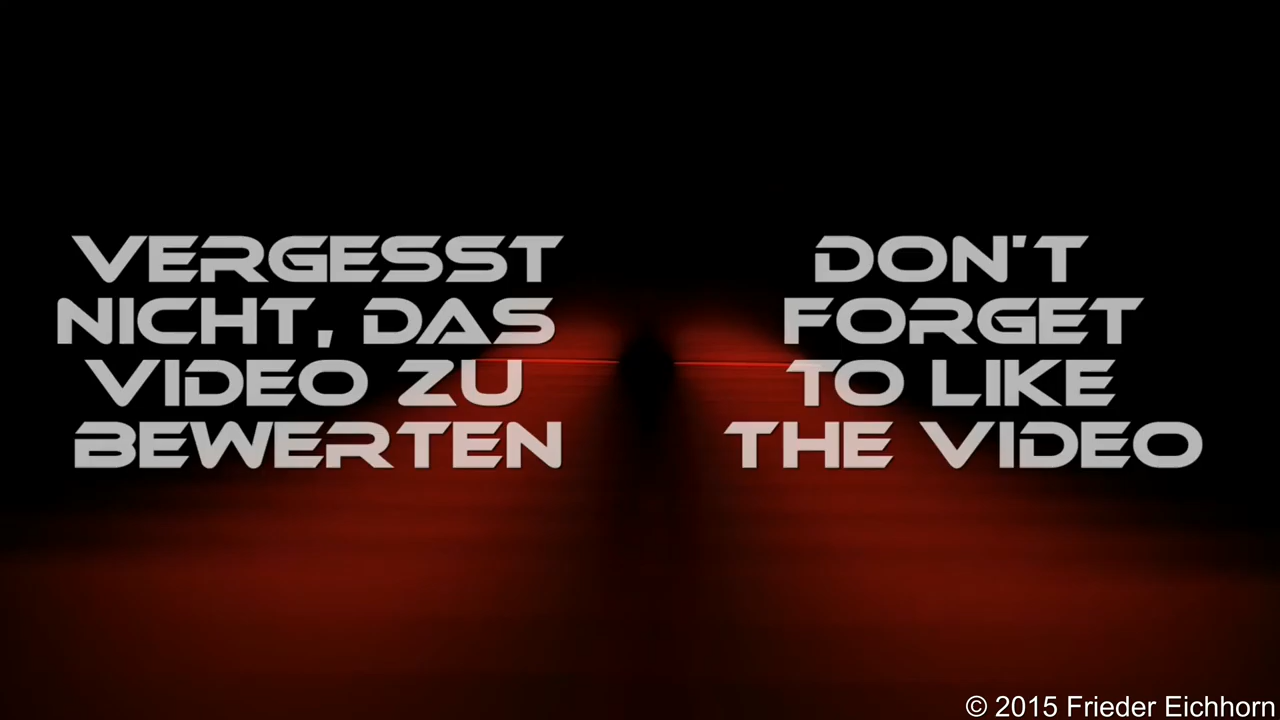 VERGESST
NICHT, DAS
VIDEO ZU
BEWERTEN
DON'T
FORGET
TO LIKE
THE VIDEO
© 2015 Frieder Eichhorn